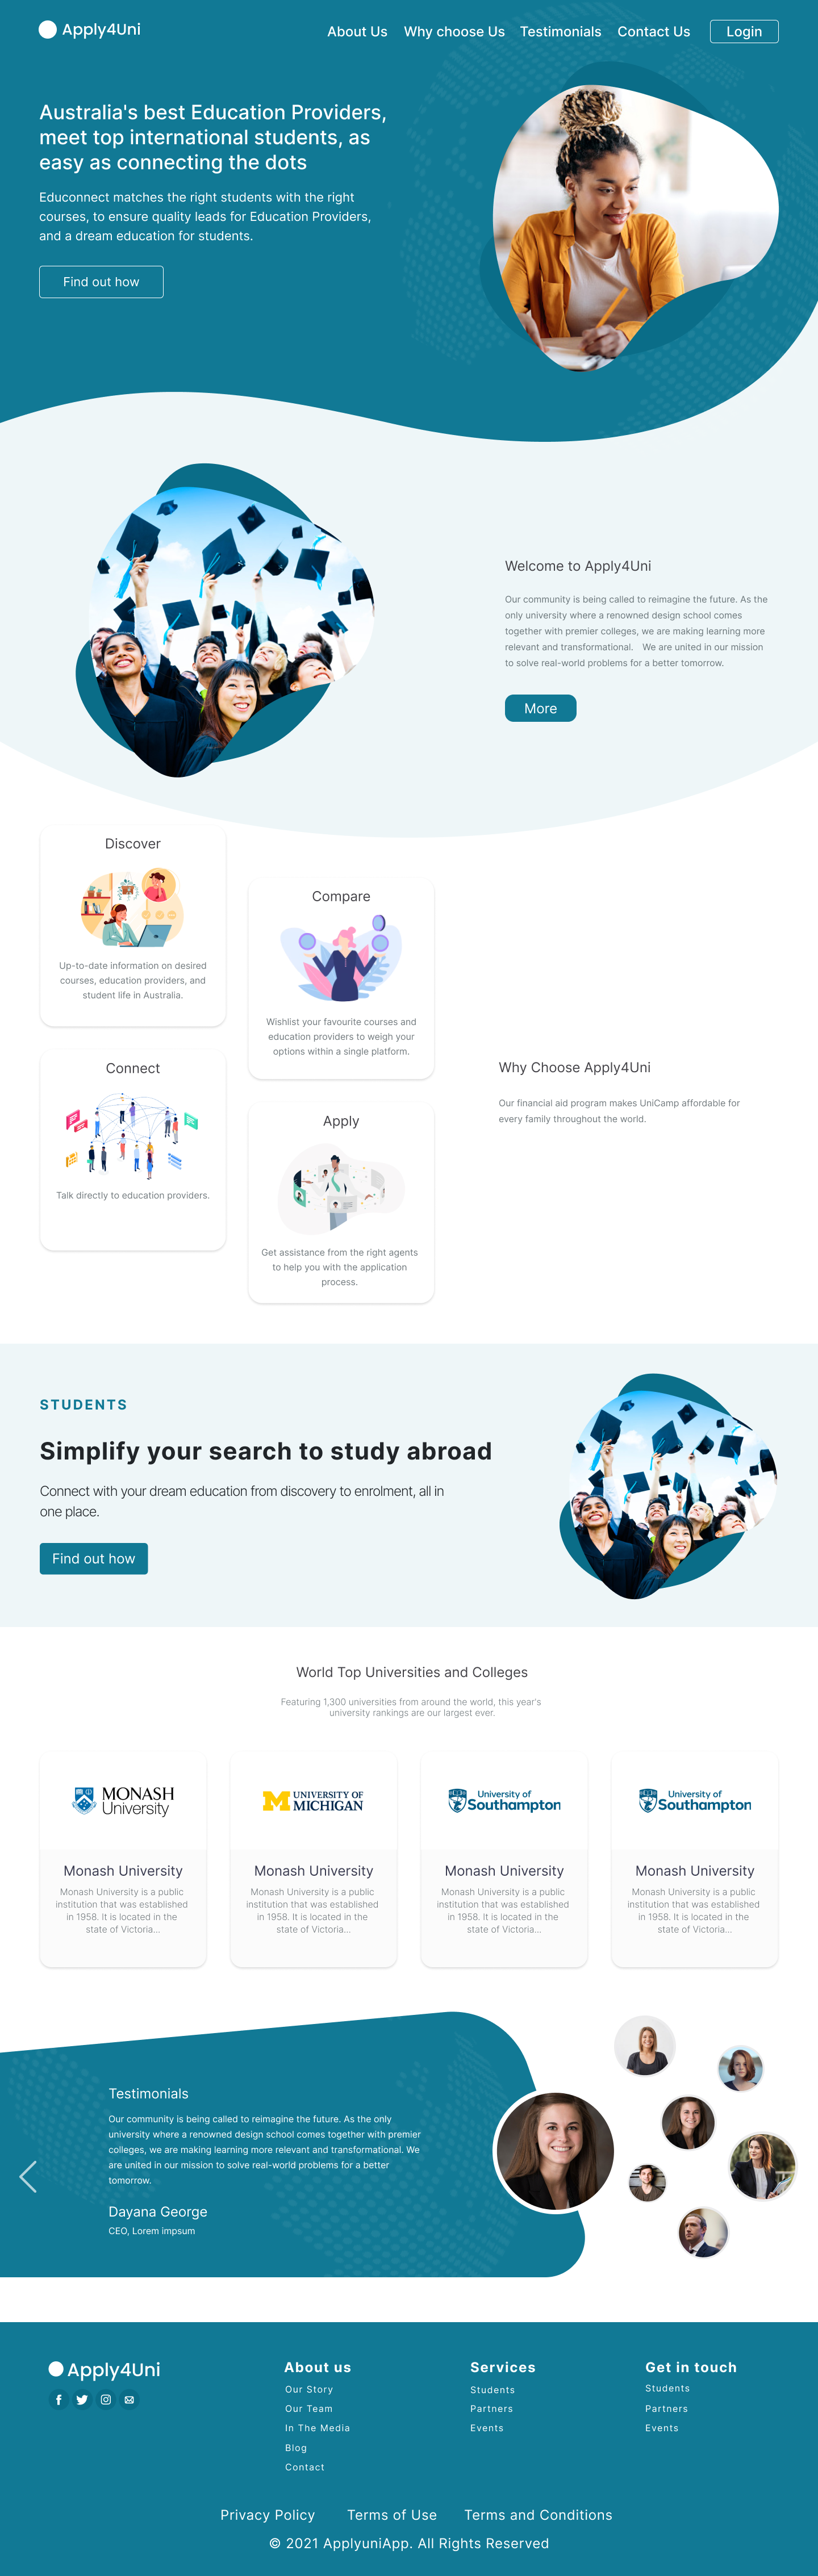 Apply4Uni
About Us Why choose Us Testimonials Contact Us Login
Australia's best Education Providers,
meet top international students, as
easy as connecting the dots
Educonnect matches the right students with the right
courses, to ensure quality leads for Education Providers,
and a dream education for students.
Find out how
Welcome to Apply4Uni
Our community is being called to reimagine the future. As the
only university where a renowned design school comes
together with premier colleges, we are making learning more
relevant and transformational. We are united in our mission
to solve real-world problems for a better tomorrow.
More
Discover
Up-to-date information on desired
courses, education providers, and
student life in Australia.
Compare
Wishlist your favourite courses and
education providers to weigh your
options within a single platform.
Connect
Talk directly to education providers.
Apply
Get assistance from the right agents
to help you with the application
process.
Why Choose Apply4Uni
Our financial aid program makes UniCamp affordable for
every family throughout the world.
STUDENTS
Simplify your search to study abroad
Connect with your dream education from discovery to enrolment, all in
one place.
Find out how
World Top Universities and Colleges
Featuring 1,300 universities from around the world, this year's
university rankings are our largest ever.
MONASH
University
Monash University
Monash University is a public
institution that was established
in 1958. It is located in the
state of Victoria...
M UNIVERSITY OF
MICHIGAN
Monash University
Monash University is a public
institution that was established
in 1958. It is located in the
state of Victoria...
University of
Southampton
Monash University
Monash University is a public
institution that was established
in 1958. It is located in the
state of Victoria...
University of
Southampton
Monash University
Monash University is a public
institution that was established
in 1958. It is located in the
state of Victoria...
Testimonials
Our community is being called to reimagine the future. As the only
university where a renowned design school comes together with premier
colleges, we are making learning more relevant and transformational. We
are united in our mission to solve real-world problems for a better
tomorrow.
Dayana George
CEO, Lorem impsum
Apply4Uni
About us
Our Story
Our Team
In The Media
Blog
Contact
Services
Students
Partners
Events
Get in touch
Students
Partners
Events
Privacy Policy Terms of Use Terms and Conditions
© 2021 ApplyuniApp. All Rights Reserved